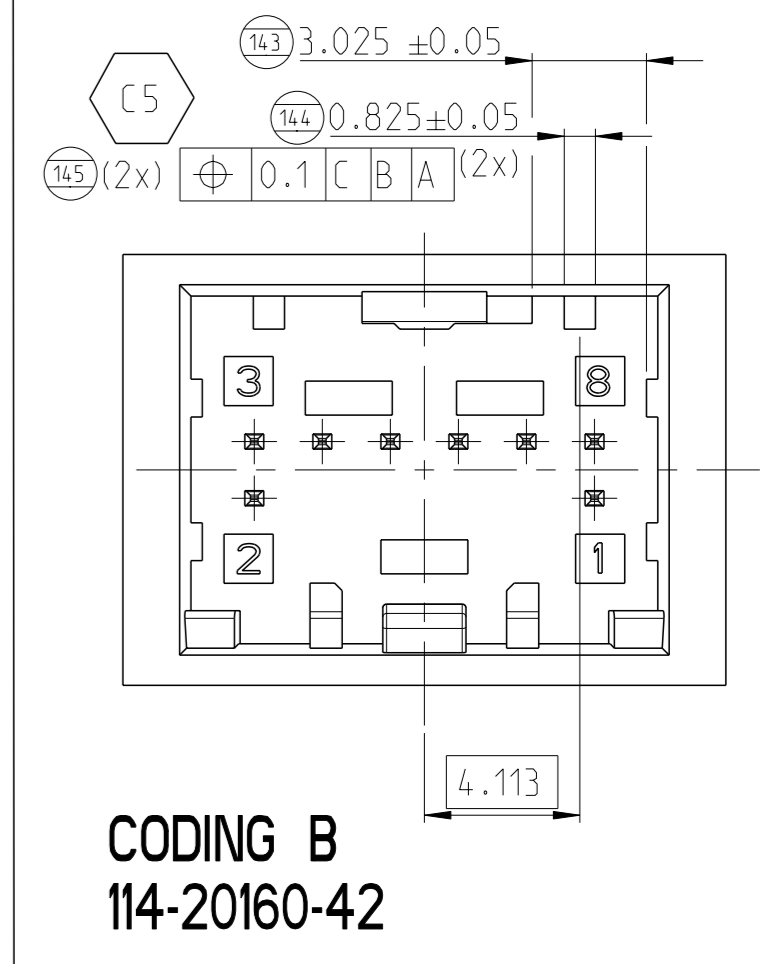 143 3.025 ±0.05
C5
144 0.825±0.05
145 (2x) ⌖ 0.1 C B A (2x)
3 8
2 1
4.113
CODING B
114-20160-42